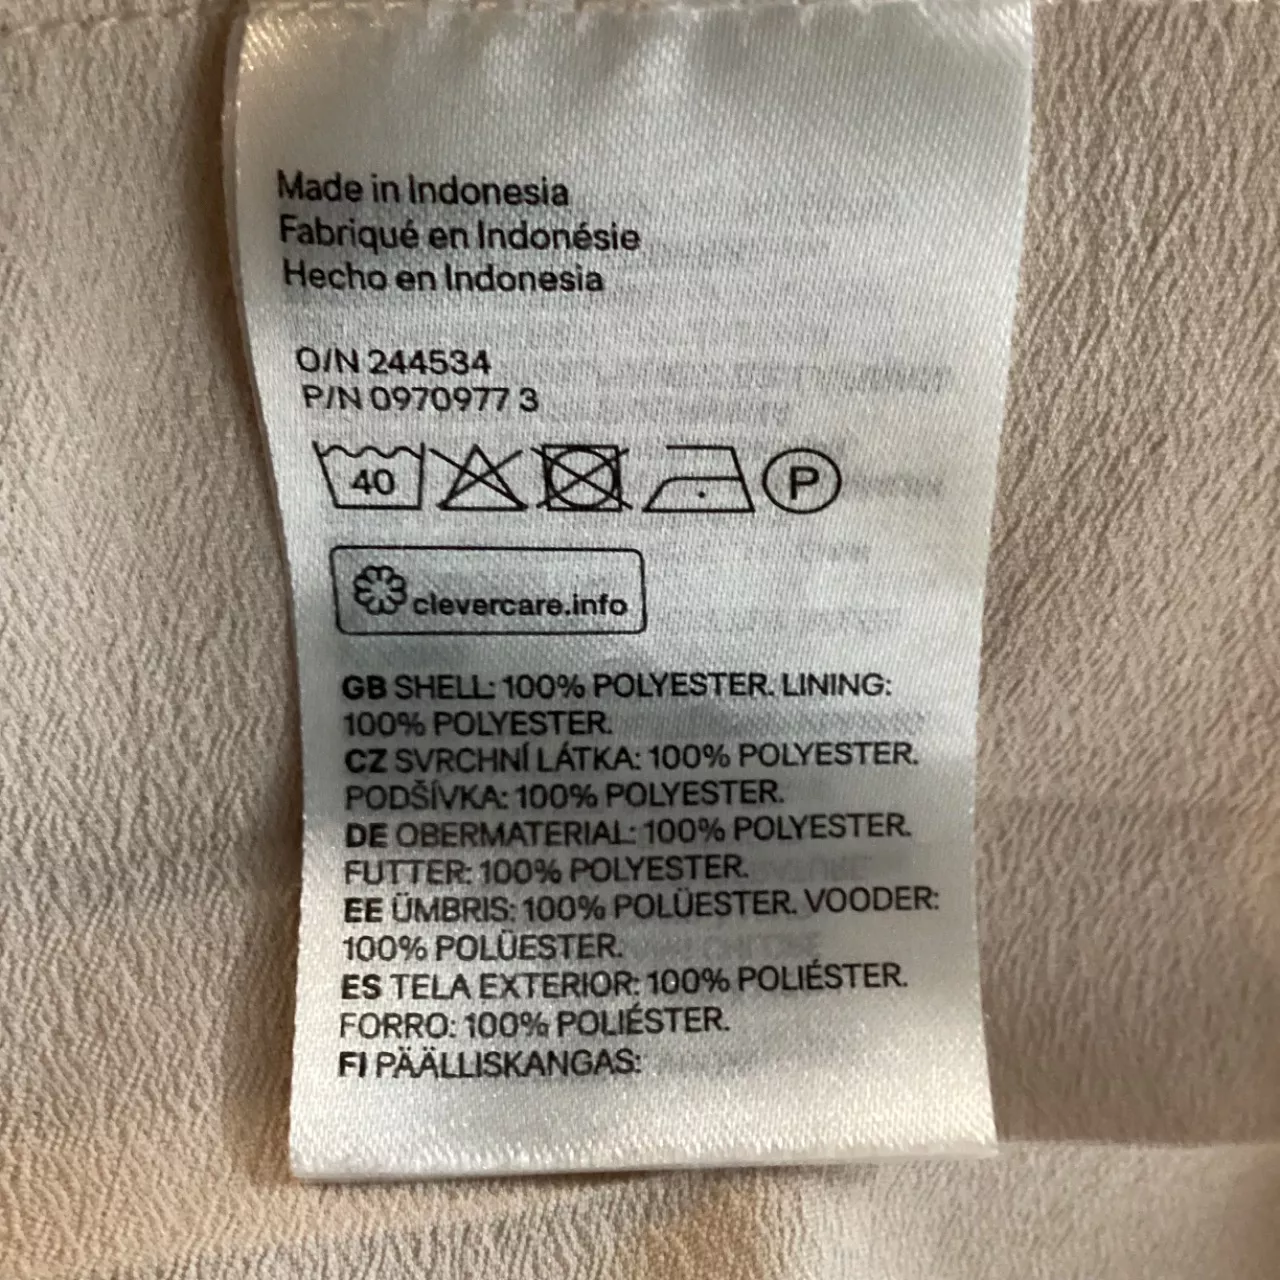 Made in Indonesia
Fabriqué en Indonésie
Hecho en Indonesia
O/N 244534
P/N 0970977 3
40 P
clevercare.info
GB SHELL: 100% POLYESTER. LINING:
100% POLYESTER.
CZ SVRCHNÍ LÁTKA: 100% POLYESTER.
PODŠÍVKA: 100% POLYESTER.
DE OBERMATERIAL: 100% POLYESTER.
FUTTER: 100% POLYESTER.
EE ÜMBRIS: 100% POLÜESTER. VOODER:
100% POLÜESTER.
ES TELA EXTERIOR: 100% POLIÉSTER.
FORRO: 100% POLIÉSTER.
FI PÄÄLLISKANGAS: